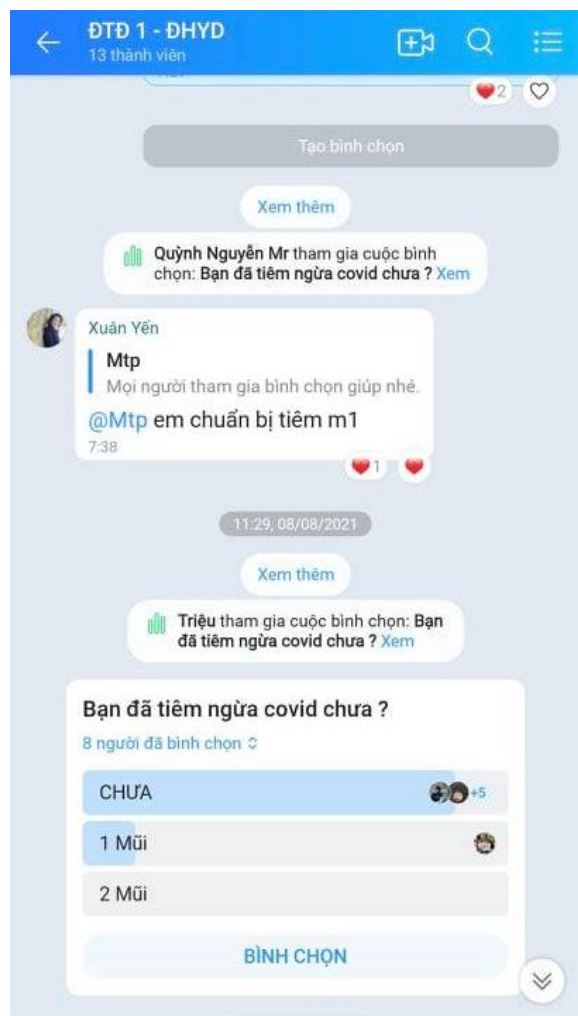 ĐTĐ 1 - ĐHYD
13 thành viên
2
Tạo bình chọn
Xem thêm
Quỳnh Nguyễn Mr tham gia cuộc bình
chọn: Bạn đã tiêm ngừa covid chưa ? Xem
Xuân Yến
Mtp
Mọi người tham gia bình chọn giúp nhé.
@Mtp em chuẩn bị tiêm m1
7:38
1
11:29, 08/08/2021
Xem thêm
Triệu tham gia cuộc bình chọn: Bạn
đã tiêm ngừa covid chưa ? Xem
Bạn đã tiêm ngừa covid chưa ?
8 người đã bình chọn
CHƯA +5
1 Mũi
2 Mũi
BÌNH CHỌN